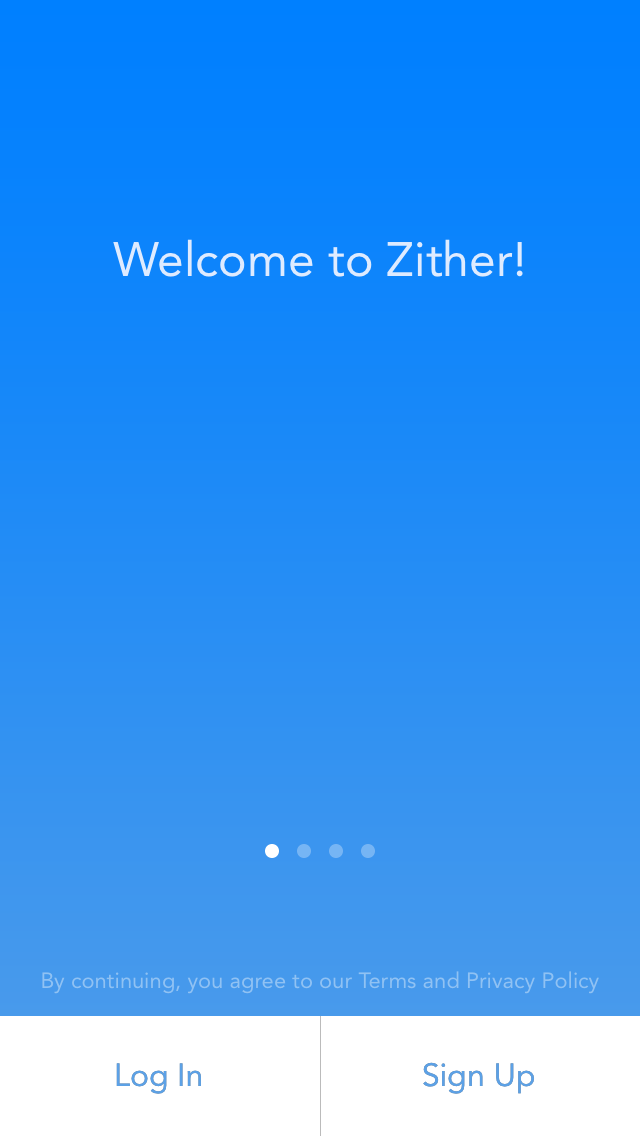 Welcome to Zither!
By continuing, you agree to our Terms and Privacy Policy
Log In
Sign Up